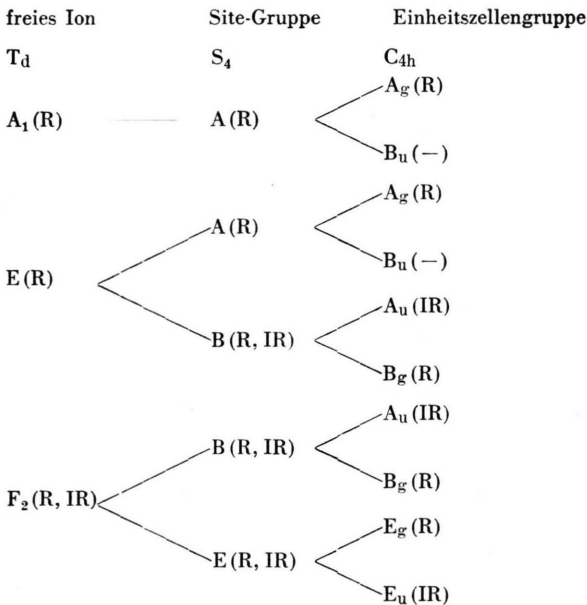 freies Ion Site-Gruppe Einheitszellengruppe
Td S4 C4h
Ag(R)
A1(R) A(R)
Bu(—)
Ag(R)
A(R)
Bu(—)
E(R)
Au(IR)
B(R, IR)
Bg(R)
Au(IR)
B(R, IR)
Bg(R)
F2(R, IR)
Eg(R)
E(R, IR)
Eu(IR)